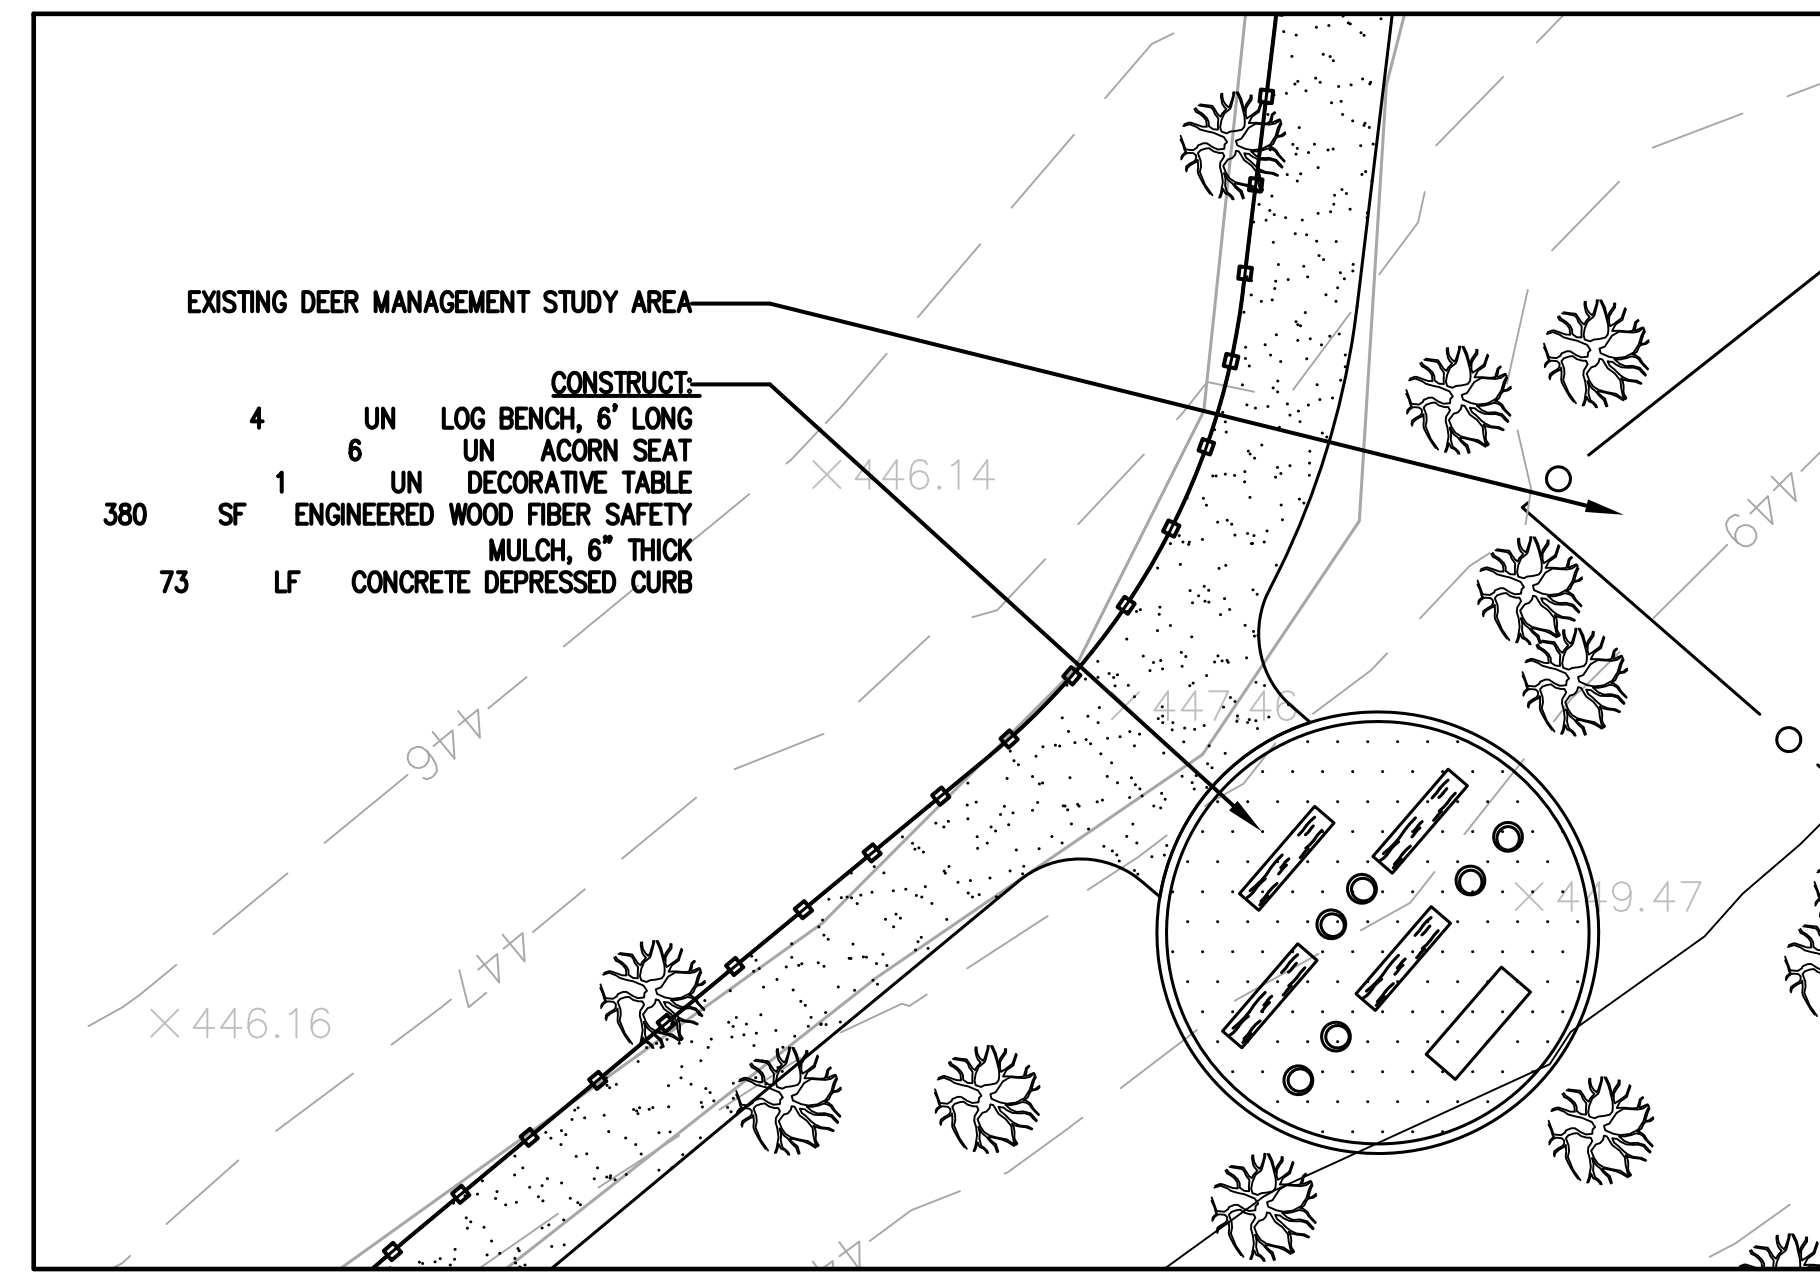 EXISTING DEER MANAGEMENT STUDY AREA
CONSTRUCT:
4 UN LOG BENCH, 6' LONG
6 UN ACORN SEAT
1 UN DECORATIVE TABLE
380 SF ENGINEERED WOOD FIBER SAFETY
MULCH, 6" THICK
73 LF CONCRETE DEPRESSED CURB
×446.14
449
×447.46
446
×449.47
447
×446.16
44